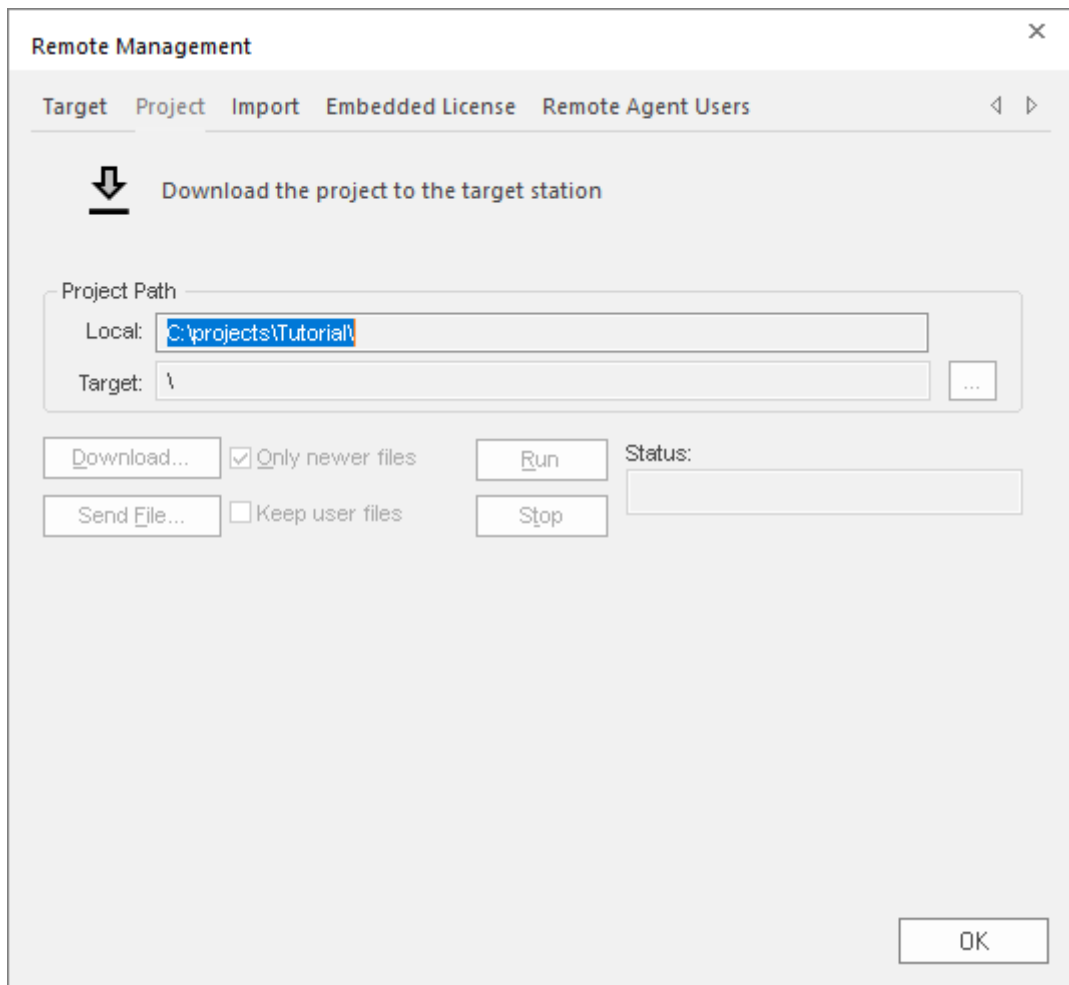 Remote Management
Target Project Import Embedded License Remote Agent Users
Download the project to the target station
Project Path
Local: C:\projects\Tutorial\
Target: \ ...
Download... Only newer files Run Status:
Send File... Keep user files Stop
OK